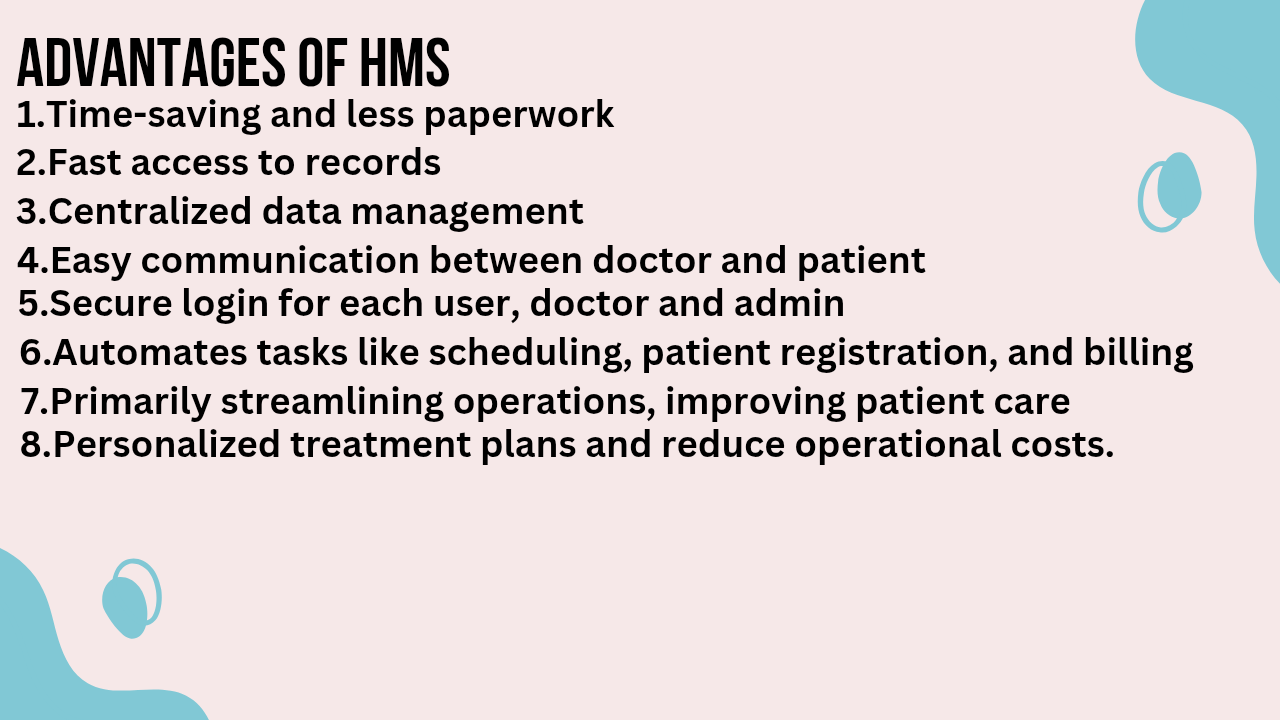 ADVANTAGES OF HMS
1.Time-saving and less paperwork
2.Fast access to records
3.Centralized data management
4.Easy communication between doctor and patient
5.Secure login for each user, doctor and admin
6.Automates tasks like scheduling, patient registration, and billing
7.Primarily streamlining operations, improving patient care
8.Personalized treatment plans and reduce operational costs.